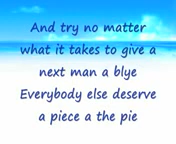 And try no matter
what it takes to give a
next man a blye
Everybody else deserve
a piece a the pie